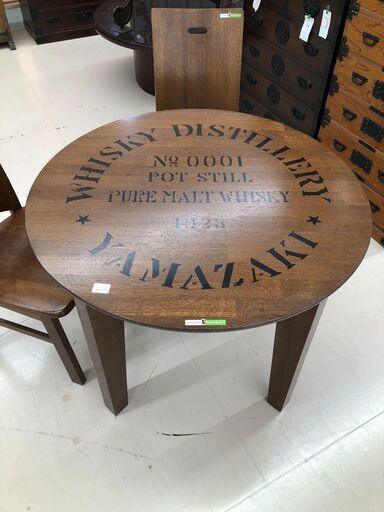 WHISKY DISTILLERY
No 0001
POT STILL
PURE MALT WHISKY
1923
★ YAMAZAKI ★